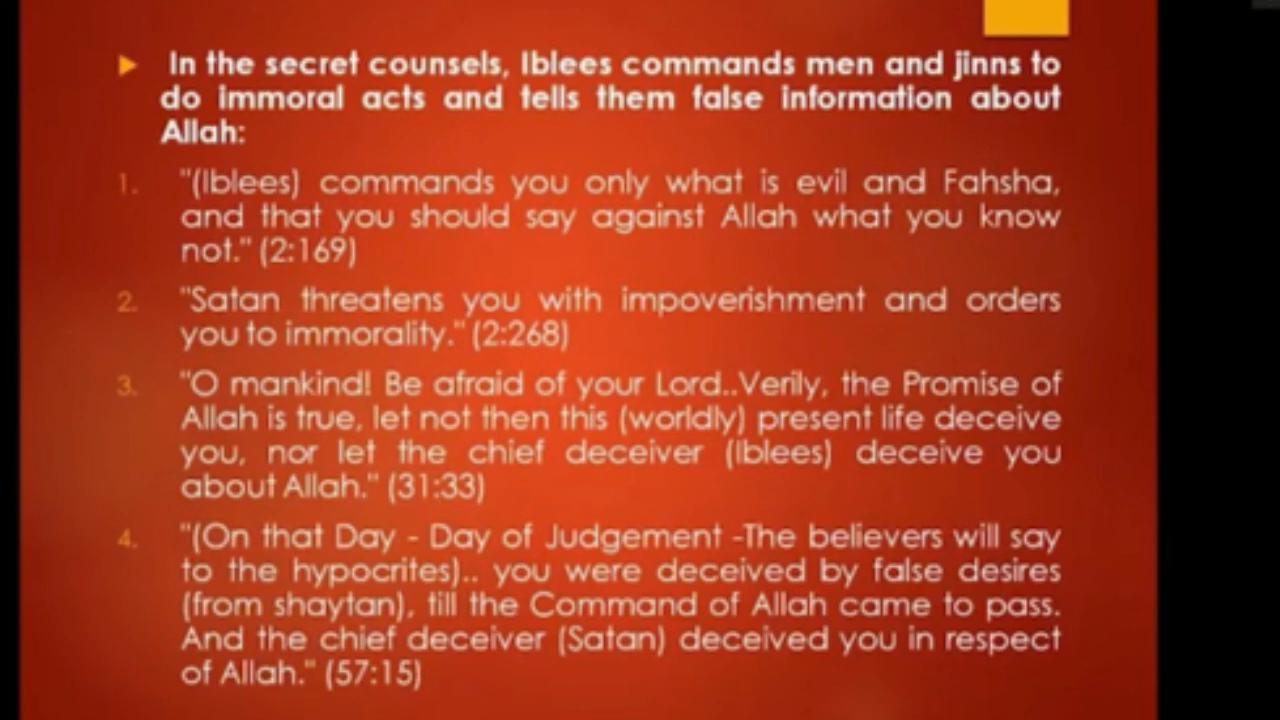 In the secret counsels, Iblees commands men and jinns to
do immoral acts and tells them false information about
Allah:
1. "(Iblees) commands you only what is evil and Fahsha,
and that you should say against Allah what you know
not." (2:169)
2. "Satan threatens you with impoverishment and orders
you to immorality." (2:268)
3. "O mankind! Be afraid of your Lord..Verily, the Promise of
Allah is true, let not then this (worldly) present life deceive
you, nor let the chief deceiver (Iblees) deceive you
about Allah." (31:33)
4. "(On that Day - Day of Judgement -The believers will say
to the hypocrites).. you were deceived by false desires
(from shaytan), till the Command of Allah came to pass.
And the chief deceiver (Satan) deceived you in respect
of Allah." (57:15)